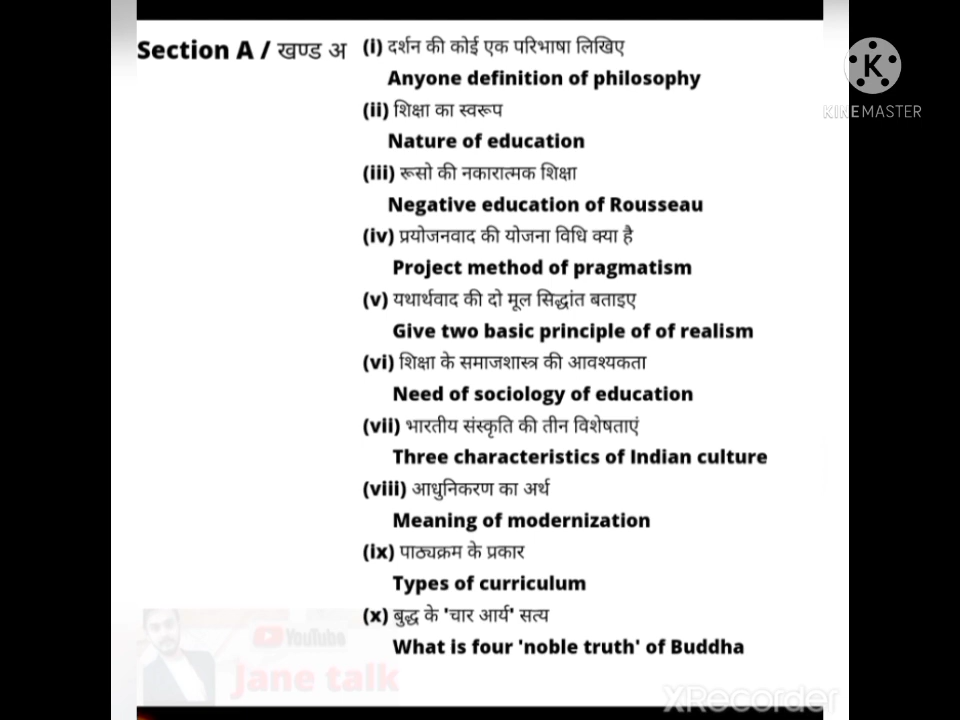 Section A / खण्ड अ
(i) दर्शन की कोई एक परिभाषा लिखिए
Anyone definition of philosophy
(ii) शिक्षा का स्वरूप
Nature of education
(iii) रूसो की नकारात्मक शिक्षा
Negative education of Rousseau
(iv) प्रयोजनवाद की योजना विधि क्या है
Project method of pragmatism
(v) यथार्थवाद की दो मूल सिद्धांत बताइए
Give two basic principle of of realism
(vi) शिक्षा के समाजशास्त्र की आवश्यकता
Need of sociology of education
(vii) भारतीय संस्कृति की तीन विशेषताएं
Three characteristics of Indian culture
(viii) आधुनिकरण का अर्थ
Meaning of modernization
(ix) पाठ्यक्रम के प्रकार
Types of curriculum
(x) बुद्ध के 'चार आर्य' सत्य
What is four 'noble truth' of Buddha
K
KINEMASTER
YouTube
Jane talk
XRecorder